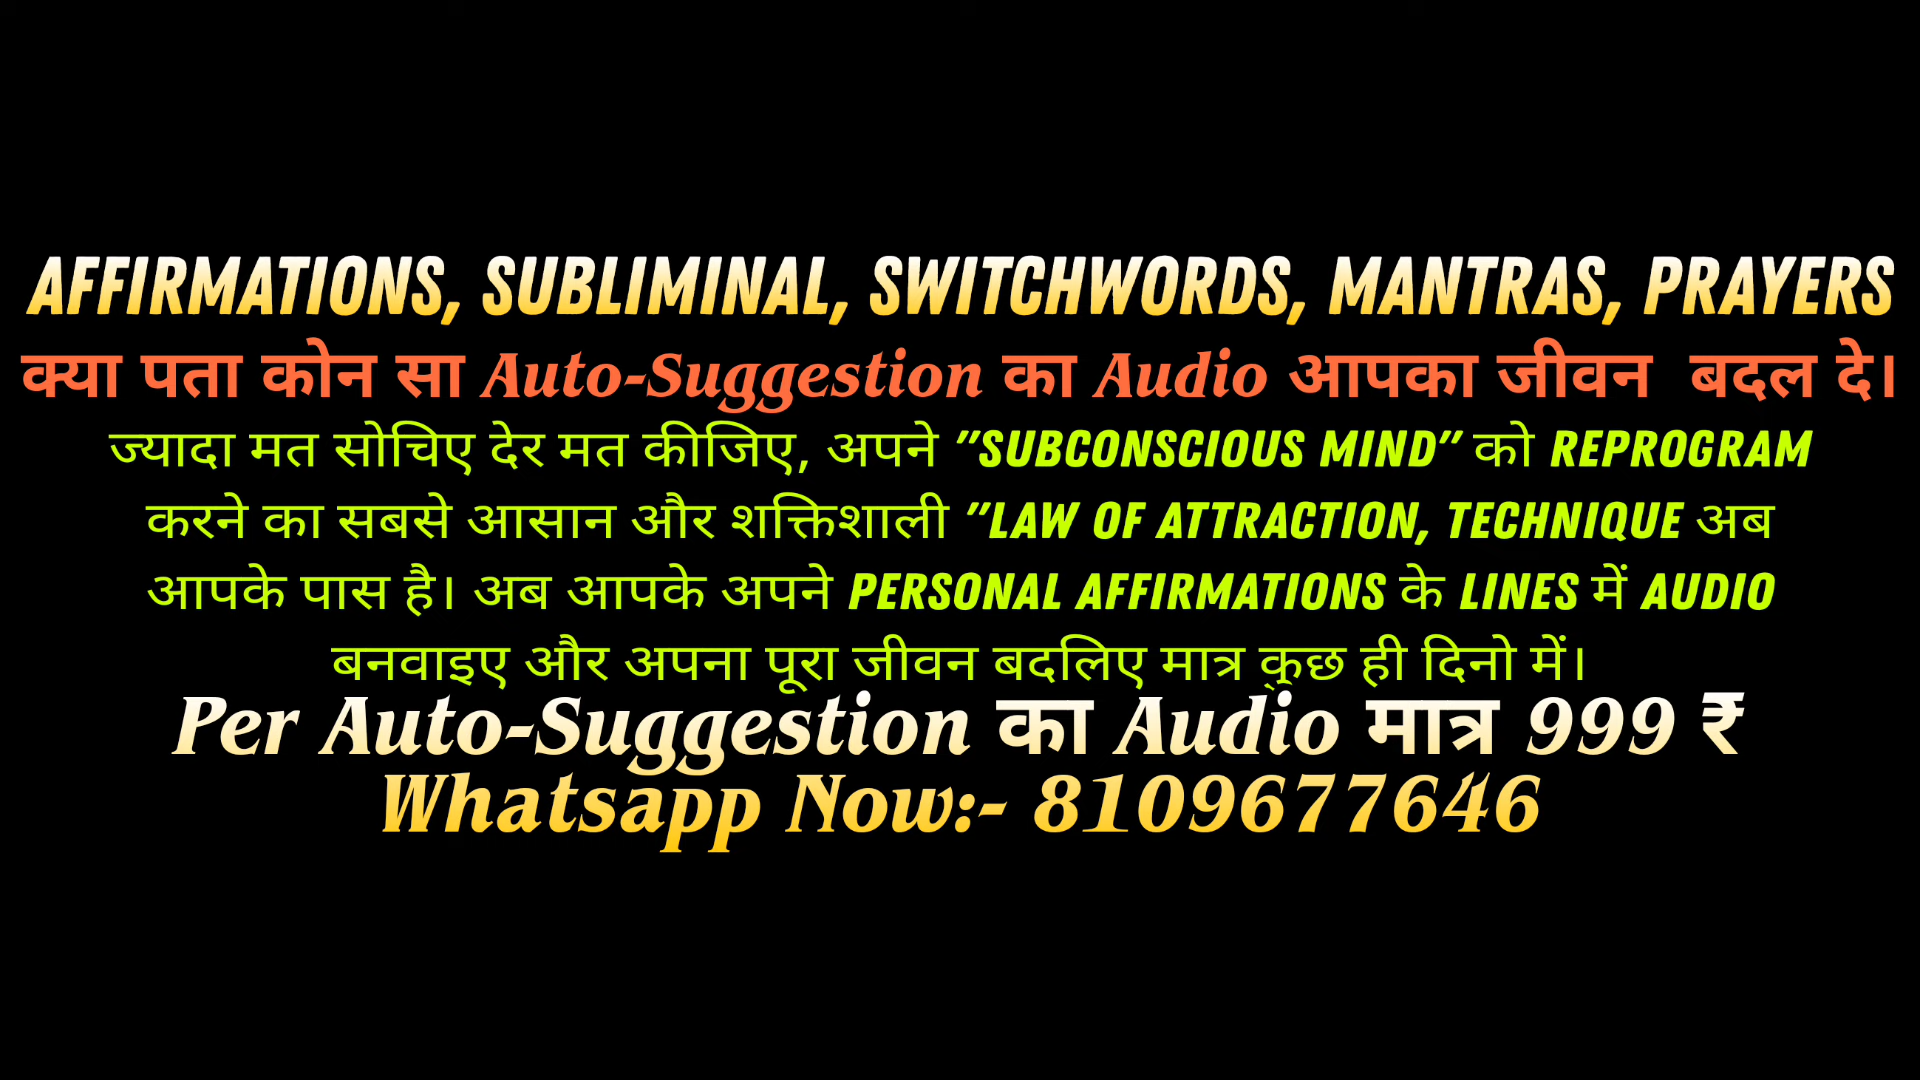 AFFIRMATIONS, SUBLIMINAL, SWITCHWORDS, MANTRAS, PRAYERS
क्या पता कोन सा Auto-Suggestion का Audio आपका जीवन  बदल दे।
ज्यादा मत सोचिए देर मत कीजिए, अपने "SUBCONSCIOUS MIND" को REPROGRAM
करने का सबसे आसान और शक्तिशाली "LAW OF ATTRACTION, TECHNIQUE अब
आपके पास है। अब आपके अपने PERSONAL AFFIRMATIONS के LINES में AUDIO
बनवाइए और अपना पूरा जीवन बदलिए मात्र कुछ ही दिनो में।
Per Auto-Suggestion का Audio मात्र 999 ₹
Whatsapp Now:- 8109677646